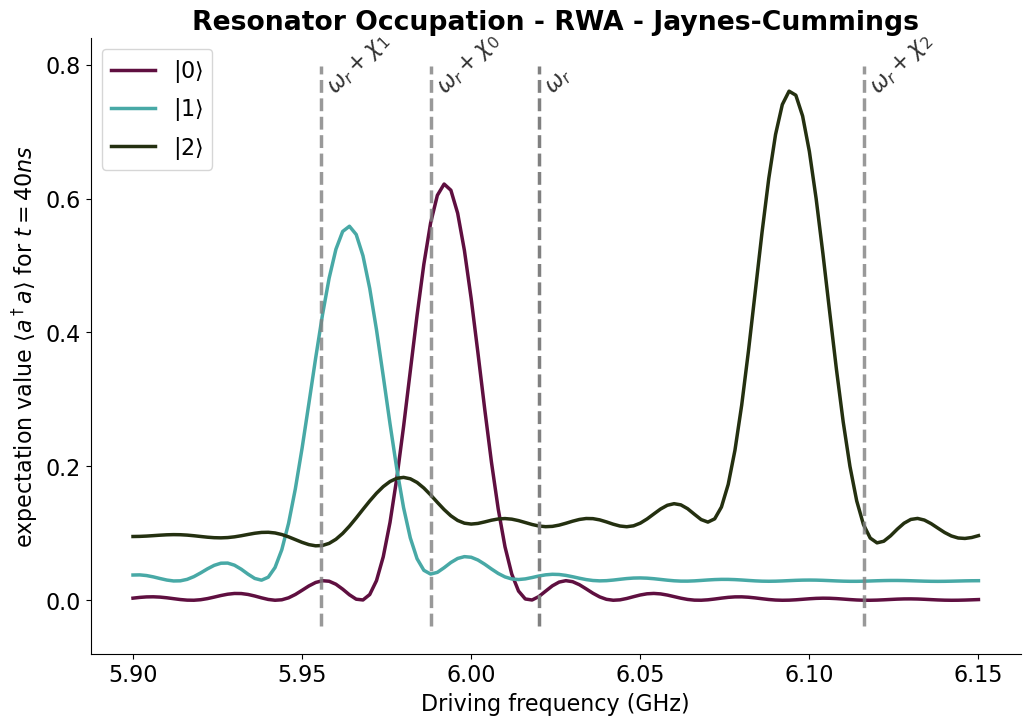 Resonator Occupation - RWA - Jaynes-Cummings
ωᵣ + χ₁
ωᵣ + χ₀
ωᵣ
ωᵣ + χ₂
|0⟩
|1⟩
|2⟩
0.8
0.6
0.4
0.2
0.0
expectation value ⟨a†a⟩ for t = 40ns
5.90
5.95
6.00
6.05
6.10
6.15
Driving frequency (GHz)